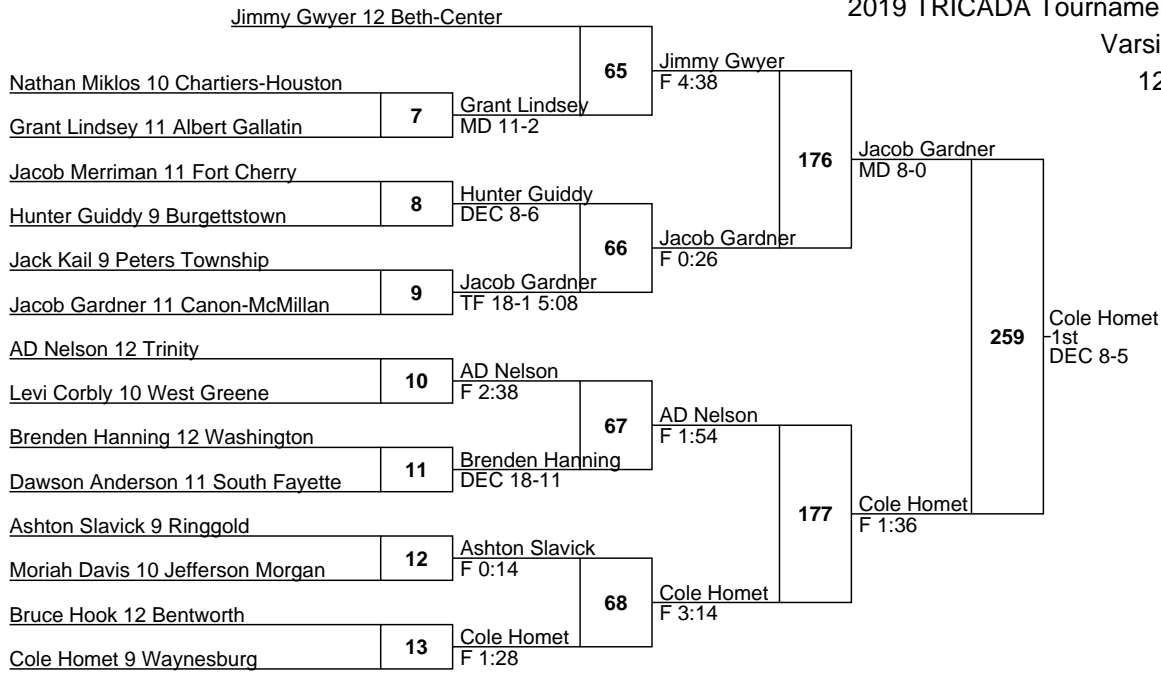 2019 TRICADA Tourname
Varsi
12
Jimmy Gwyer 12 Beth-Center
65
Jimmy Gwyer
F 4:38
Nathan Miklos 10 Chartiers-Houston
7
Grant Lindsey
MD 11-2
Grant Lindsey 11 Albert Gallatin
176
Jacob Gardner
MD 8-0
Jacob Merriman 11 Fort Cherry
8
Hunter Guiddy
DEC 8-6
Hunter Guiddy 9 Burgettstown
66
Jacob Gardner
F 0:26
Jack Kail 9 Peters Township
9
Jacob Gardner
TF 18-1 5:08
Jacob Gardner 11 Canon-McMillan
259
Cole Homet
1st
DEC 8-5
AD Nelson 12 Trinity
10
AD Nelson
F 2:38
Levi Corbly 10 West Greene
67
AD Nelson
F 1:54
Brenden Hanning 12 Washington
11
Brenden Hanning
DEC 18-11
Dawson Anderson 11 South Fayette
177
Cole Homet
F 1:36
Ashton Slavick 9 Ringgold
12
Ashton Slavick
F 0:14
Moriah Davis 10 Jefferson Morgan
68
Cole Homet
F 3:14
Bruce Hook 12 Bentworth
13
Cole Homet
F 1:28
Cole Homet 9 Waynesburg